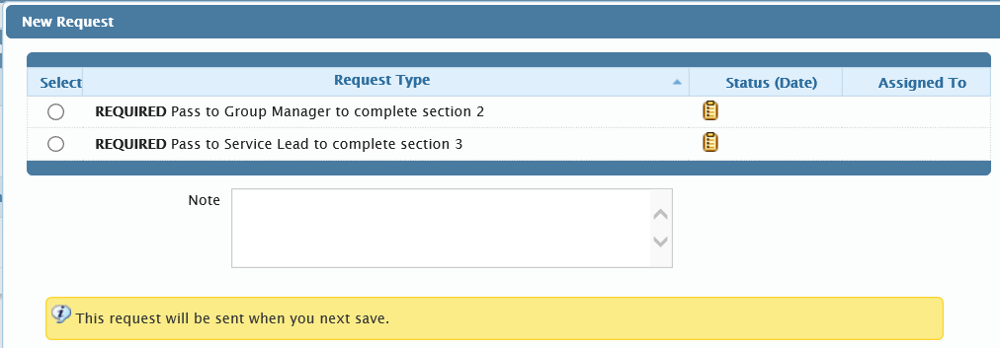 New Request
Select Request Type Status (Date) Assigned To
REQUIRED Pass to Group Manager to complete section 2
REQUIRED Pass to Service Lead to complete section 3
Note
This request will be sent when you next save.